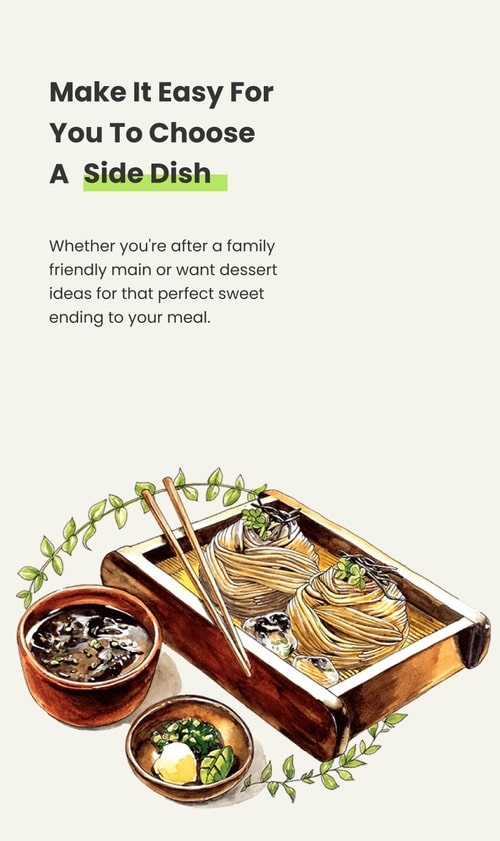 Make It Easy For
You To Choose
A Side Dish
Whether you're after a family
friendly main or want dessert
ideas for that perfect sweet
ending to your meal.